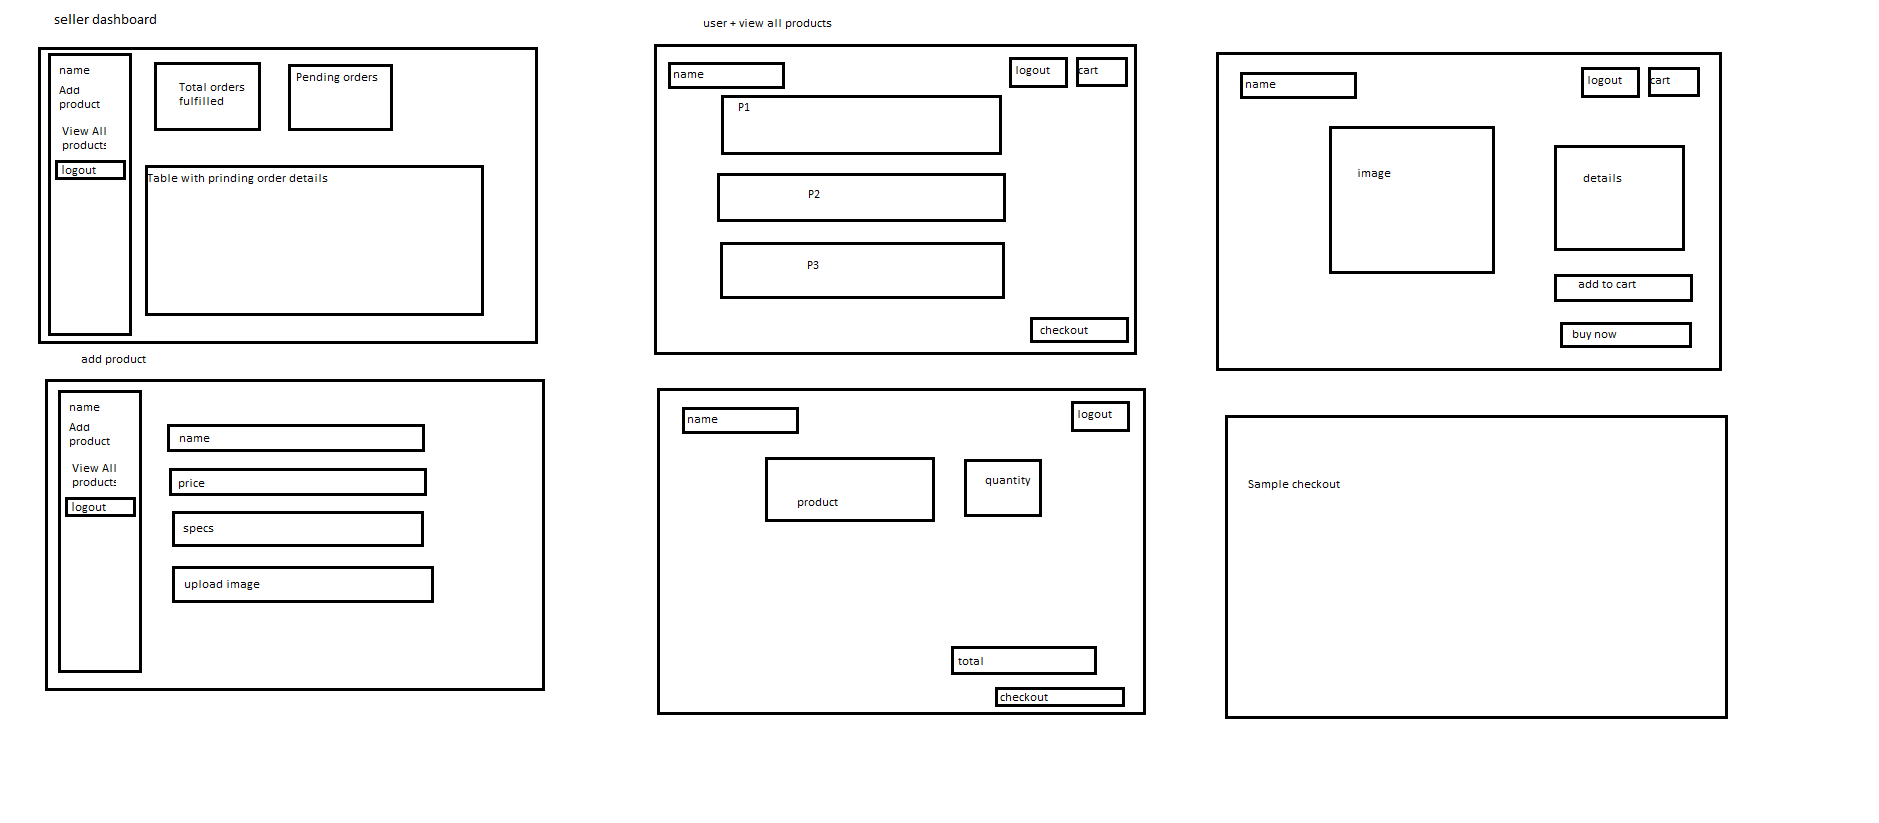 seller dashboard
name
Add
product
View All
products
logout
Total orders
fulfilled
Pending orders
Table with prinding order details
add product
name
Add
product
View All
products
logout
name
price
specs
upload image
user + view all products
name
logout
cart
P1
P2
P3
checkout
name
logout
product
quantity
total
checkout
name
logout
cart
image
details
add to cart
buy now
Sample checkout